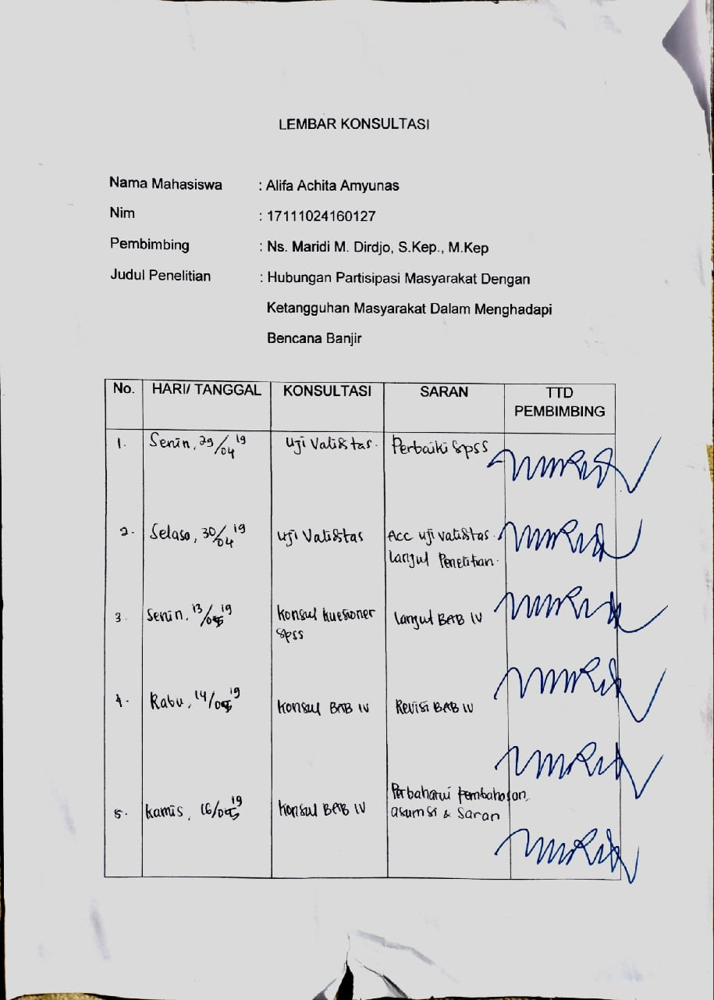 LEMBAR KONSULTASI
Nama Mahasiswa : Alifa Achita Amyunas
Nim : 17111024160127
Pembimbing : Ns. Maridi M. Dirdjo, S.Kep., M.Kep
Judul Penelitian : Hubungan Partisipasi Masyarakat Dengan
Ketangguhan Masyarakat Dalam Menghadapi
Bencana Banjir
No. HARI/ TANGGAL KONSULTASI SARAN TTD
PEMBIMBING
1. Senin, 29/04 19 Uji Validitas. Perbaiki Spss
2. Selasa, 30/04 19 Uji Validitas Acc uji validitas.
lanjut Penelitian.
3. Senin, 13/05 19 Konsul kuesioner lanjut BAB IV
Spss
4. Rabu, 14/05 19 Konsul BAB IV Revisi BAB IV
Perbaharui Pembahasan,
5. Kamis, 16/05 19 Konsul BAB IV asumsi & Saran